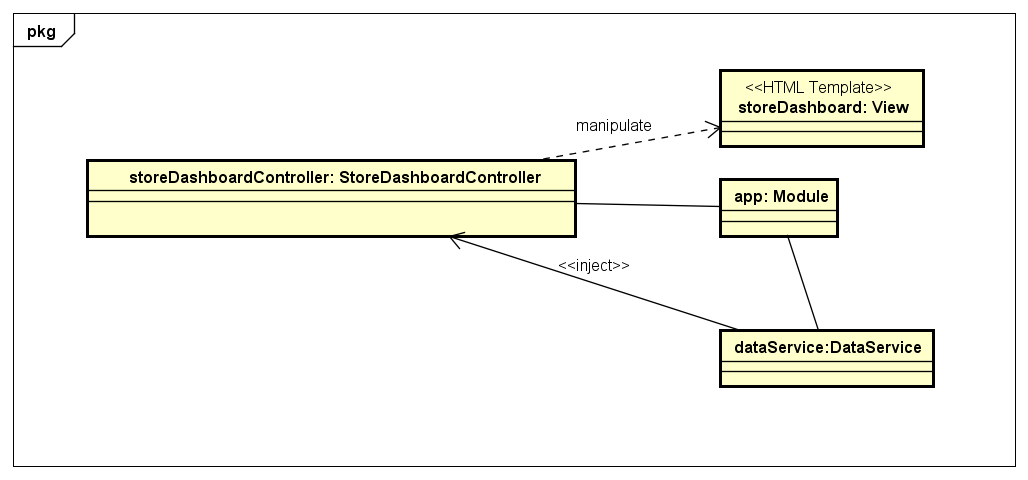 pkg
<<HTML Template>>
storeDashboard: View
manipulate
storeDashboardController: StoreDashboardController
app: Module
<<inject>>
dataService:DataService